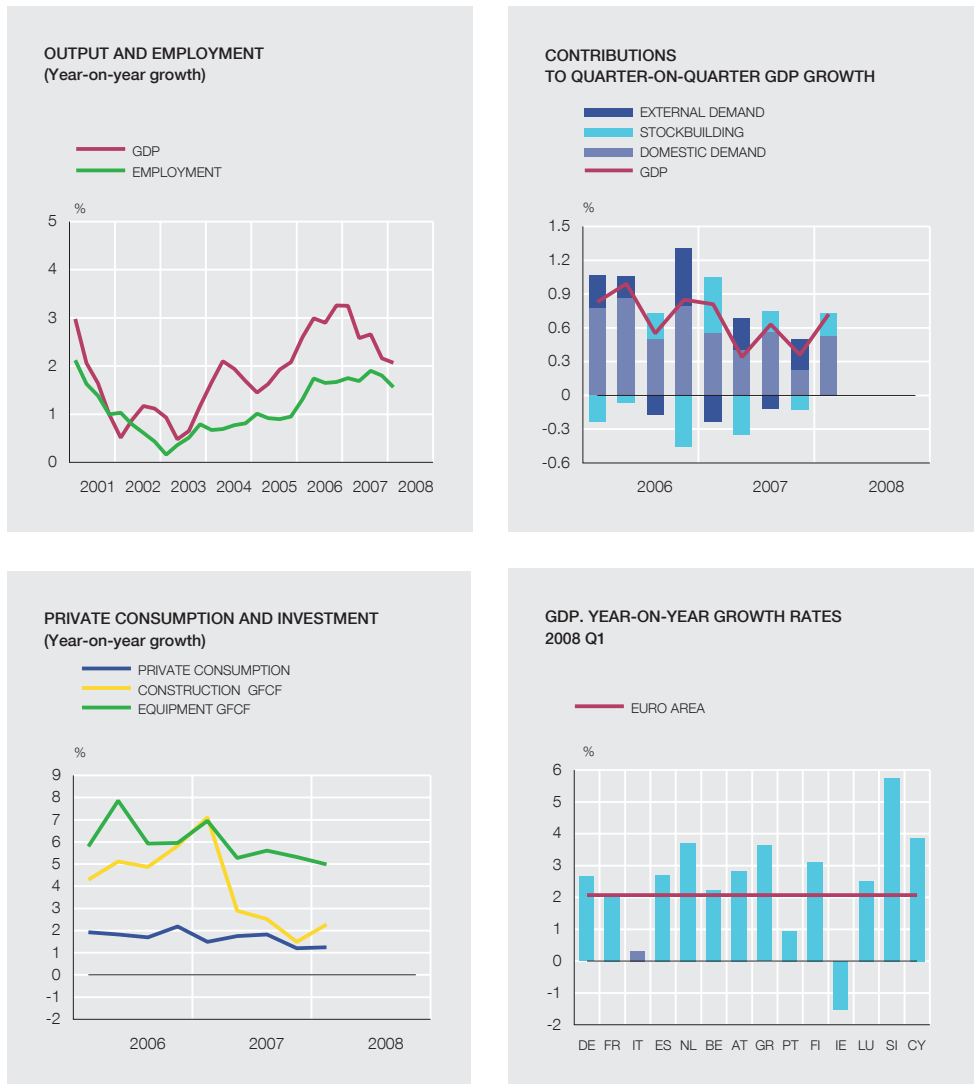 OUTPUT AND EMPLOYMENT
(Year-on-year growth)
GDP
EMPLOYMENT
%
5
4
3
2
1
0
2001 2002 2003 2004 2005 2006 2007 2008
CONTRIBUTIONS
TO QUARTER-ON-QUARTER GDP GROWTH
EXTERNAL DEMAND
STOCKBUILDING
DOMESTIC DEMAND
GDP
%
1.5
1.2
0.9
0.6
0.3
0
-0.3
-0.6
2006 2007 2008
PRIVATE CONSUMPTION AND INVESTMENT
(Year-on-year growth)
PRIVATE CONSUMPTION
CONSTRUCTION GFCF
EQUIPMENT GFCF
%
9
8
7
6
5
4
3
2
1
0
-1
-2
2006 2007 2008
GDP. YEAR-ON-YEAR GROWTH RATES
2008 Q1
EURO AREA
%
6
5
4
3
2
1
0
-1
-2
DE FR IT ES NL BE AT GR PT FI IE LU SI CY